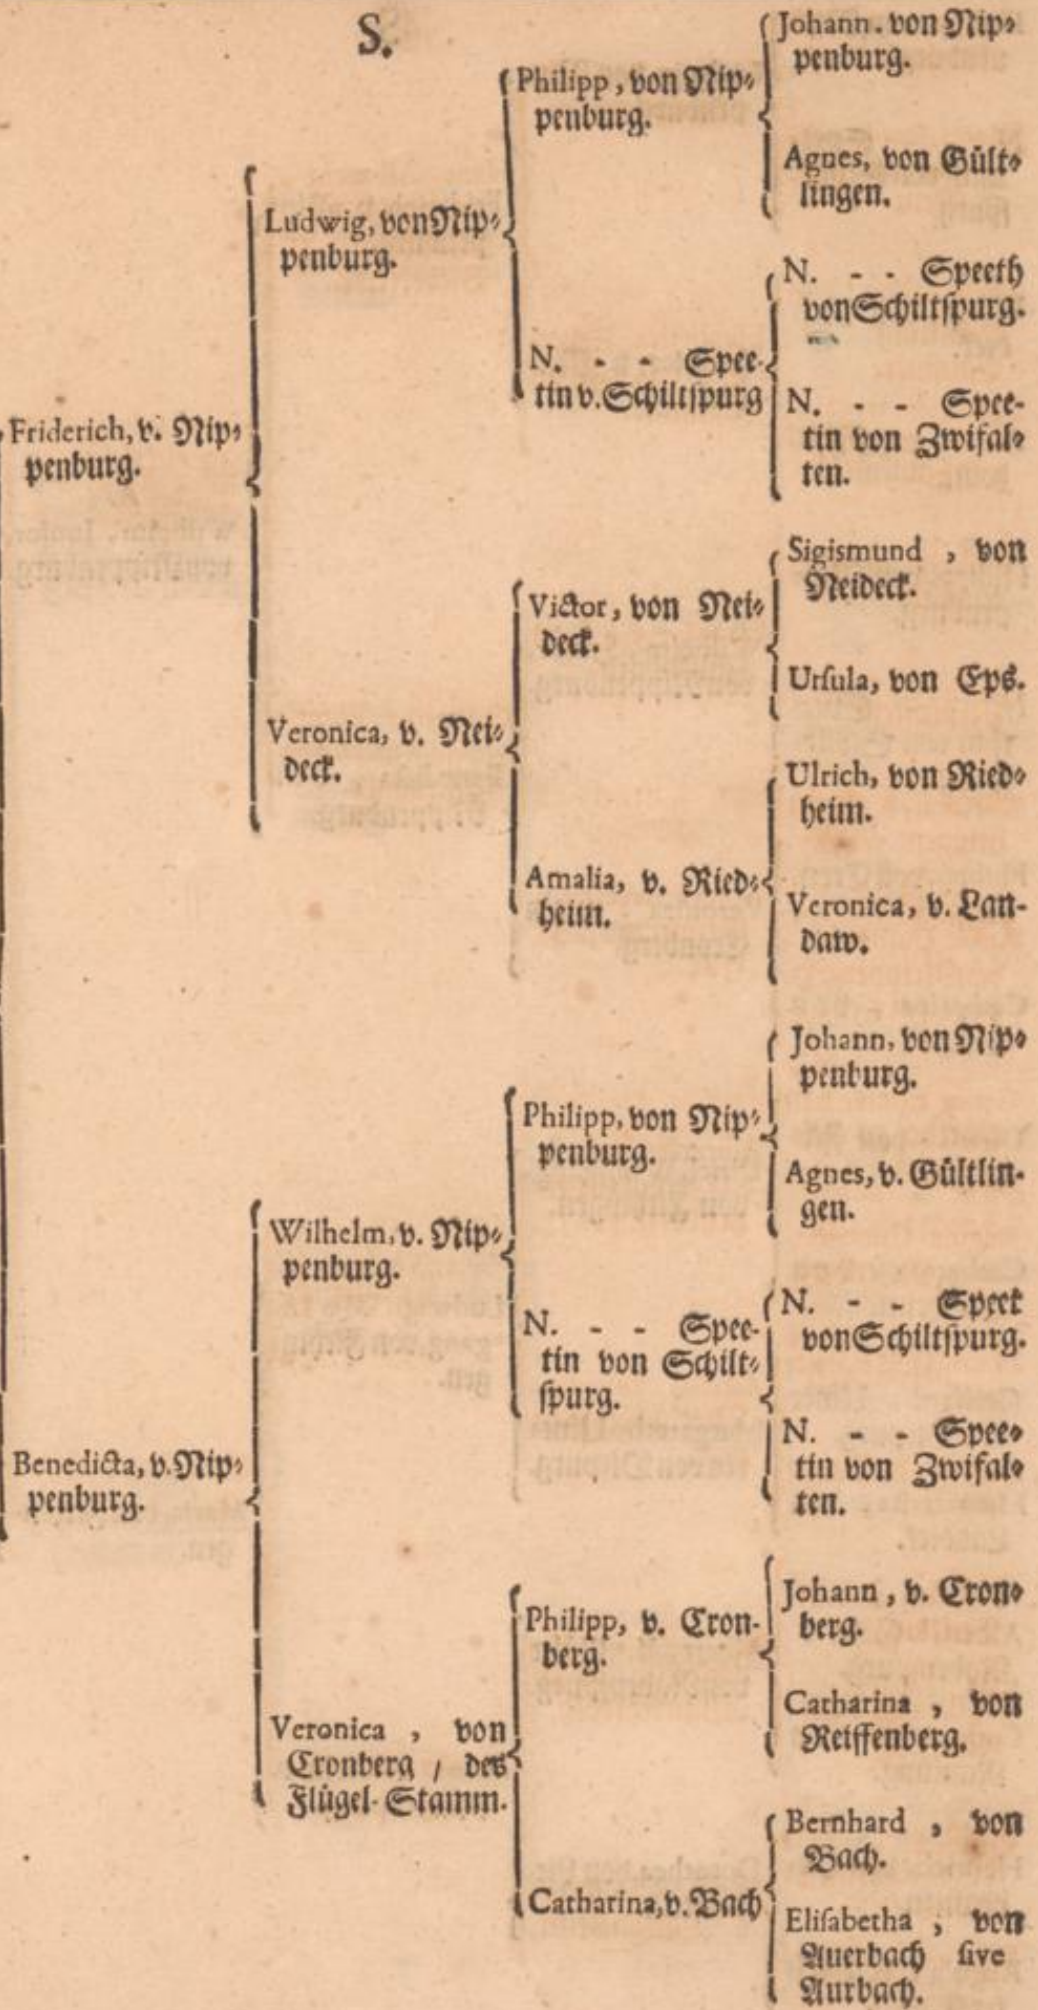 S.
Friderich, v. Nip-
penburg.
Benedicta, v. Nip-
penburg.
Ludwig, von Nip-
penburg.
Veronica, v. Nei-
deck.
Wilhelm, v. Nip-
penburg.
Veronica, von
Cronberg / des
Flügel-Stamm.
Philipp, von Nip-
penburg.
N. - - Spee-
tin v. Schiltspurg
Victor, von Nei-
deck.
Amalia, v. Ried-
heim.
Philipp, von Nip-
penburg.
N. - - Spee-
tin von Schilt-
spurg.
Philipp, v. Cron-
berg.
Catharina, v. Bach
Johann. von Nip-
penburg.
Agnes, von Gült-
lingen.
N. - - Speeth
von Schiltspurg.
N. - - Spee-
tin von Zwifal-
ten.
Sigismund, von
Neideck.
Ursula, von Eps.
Ulrich, von Ried-
heim.
Veronica, v. Lan-
daw.
Johann, von Nip-
penburg.
Agnes, v. Gültlin-
gen.
N. - - Speet
von Schiltspurg.
N. - - Spee-
tin von Zwifal-
ten.
Johann, v. Cron-
berg.
Catharina, von
Reiffenberg.
Bernhard, von
Bach.
Elisabetha, von
Auerbach sive
Aurbach.